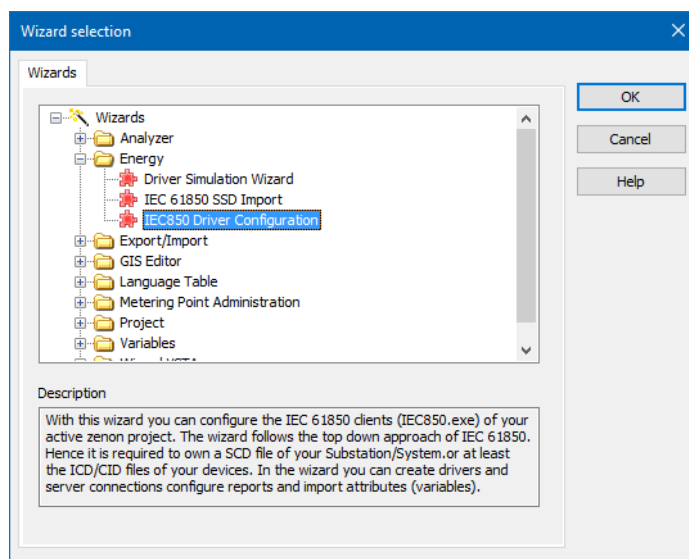 Wizard selection
Wizards
Wizards
Analyzer
Energy
Driver Simulation Wizard
IEC 61850 SSD Import
IEC850 Driver Configuration
Export/Import
GIS Editor
Language Table
Metering Point Administration
Project
Variables
OK
Cancel
Help
Description
With this wizard you can configure the IEC 61850 clients (IEC850.exe) of your
active zenon project. The wizard follows the top down approach of IEC 61850.
Hence it is required to own a SCD file of your Substation/System.or at least
the ICD/CID files of your devices. In the wizard you can create drivers and
server connections configure reports and import attributes (variables).